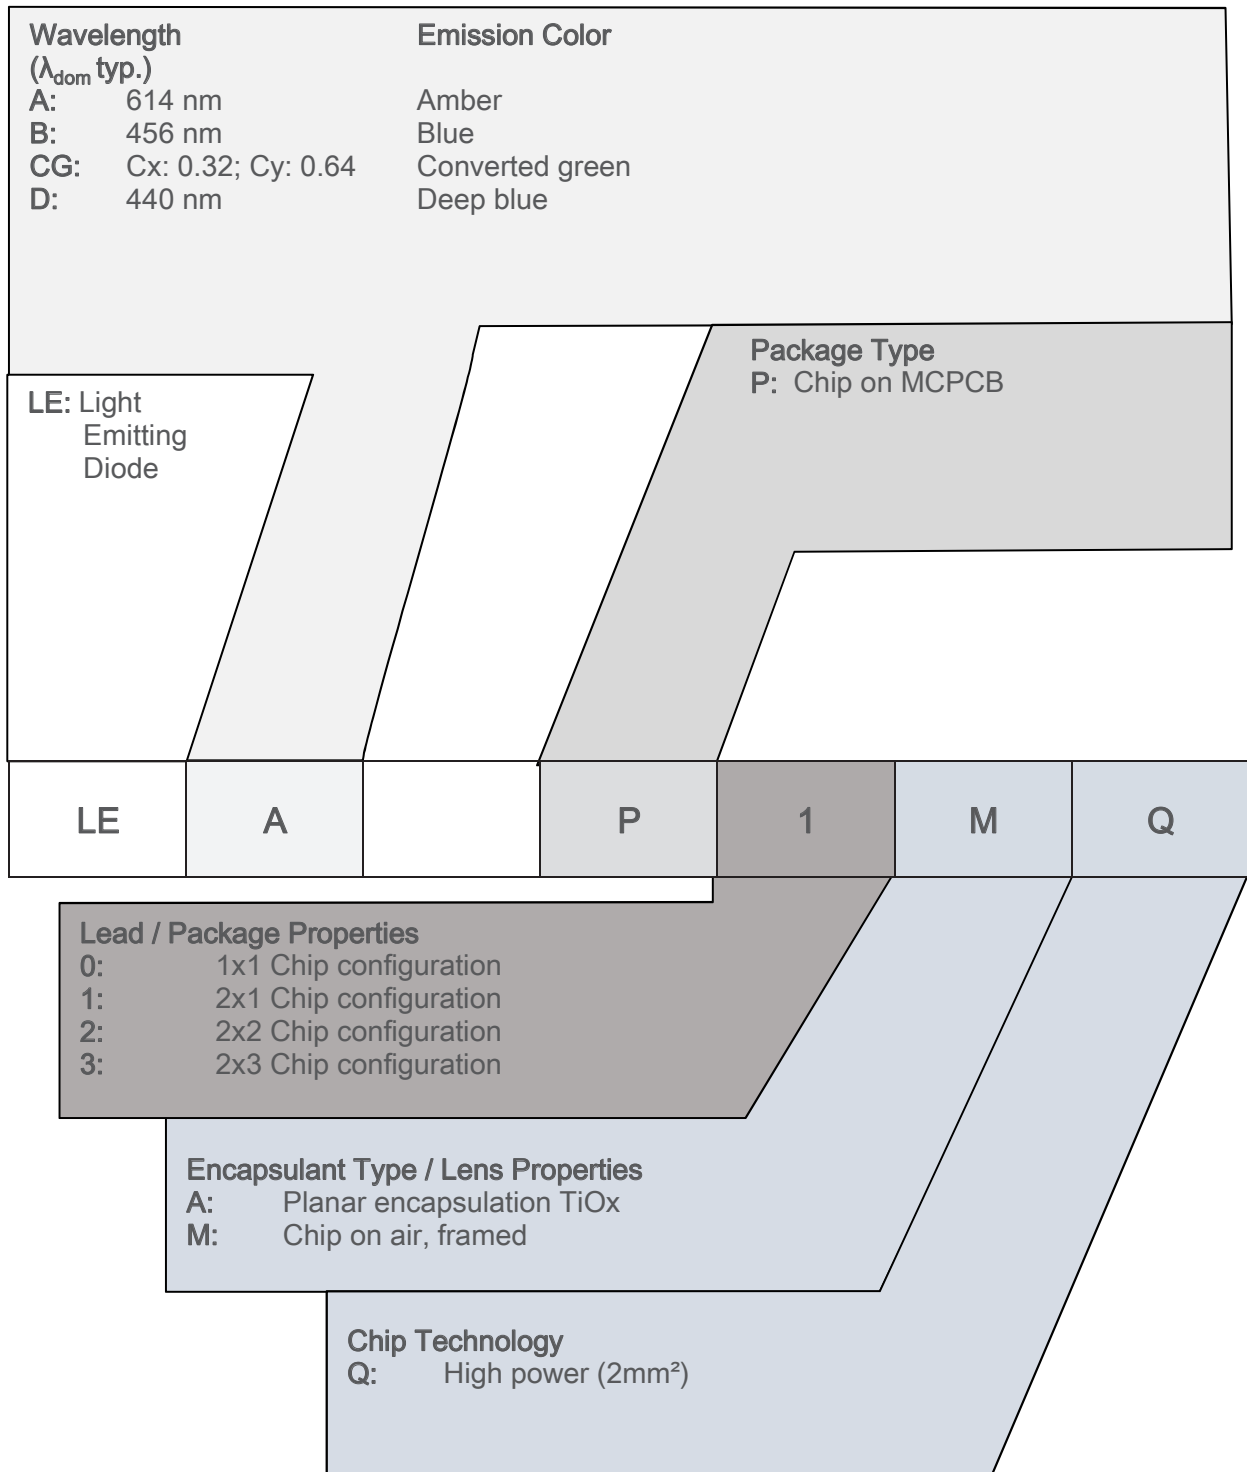 Wavelength Emission Color
(λdom typ.)
A: 614 nm Amber
B: 456 nm Blue
CG: Cx: 0.32; Cy: 0.64 Converted green
D: 440 nm Deep blue
Package Type
P: Chip on MCPCB
LE: Light
Emitting
Diode
LE A P 1 M Q
Lead / Package Properties
0: 1x1 Chip configuration
1: 2x1 Chip configuration
2: 2x2 Chip configuration
3: 2x3 Chip configuration
Encapsulant Type / Lens Properties
A: Planar encapsulation TiOx
M: Chip on air, framed
Chip Technology
Q: High power (2mm²)